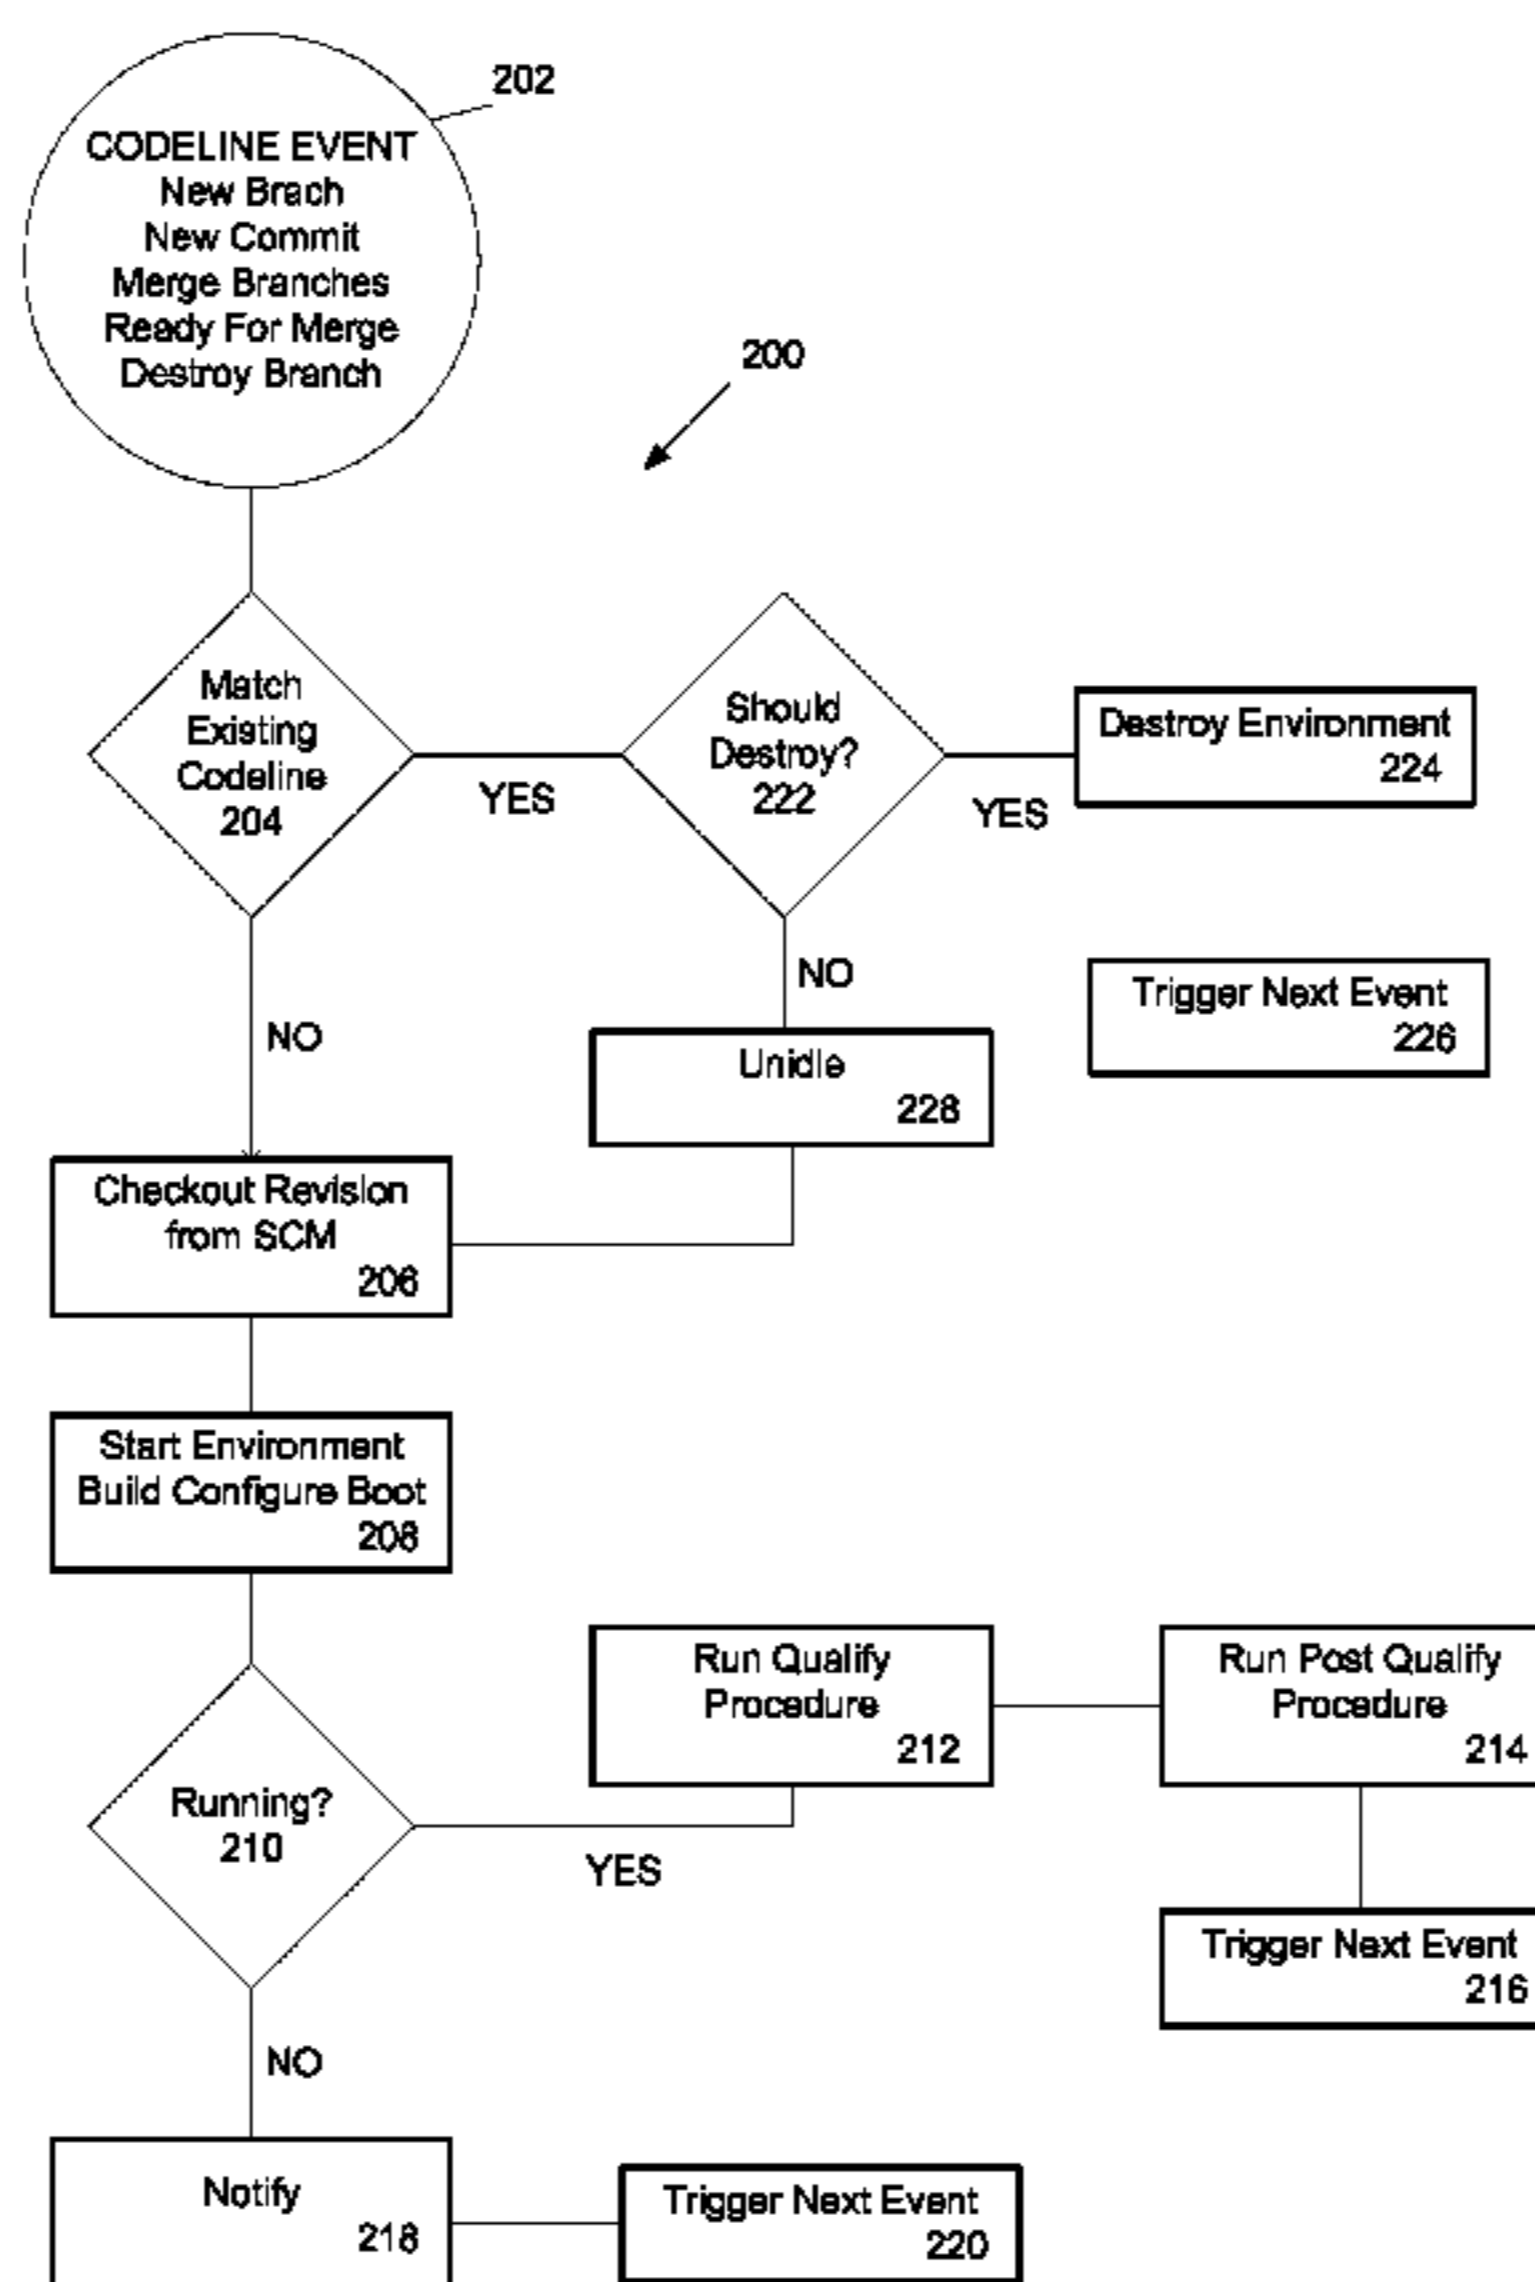 202
CODELINE EVENT
New Brach
New Commit
Merge Branches
Ready For Merge
Destroy Branch
200
Match
Existing
Codeline
204
YES
Should
Destroy?
222
YES
Destroy Environment
224
NO
NO
Trigger Next Event
226
Unidle
228
Checkout Revision
from SCM
206
Start Environment
Build Configure Boot
208
Running?
210
YES
Run Qualify
Procedure
212
Run Post Qualify
Procedure
214
Trigger Next Event
216
NO
Notify
218
Trigger Next Event
220